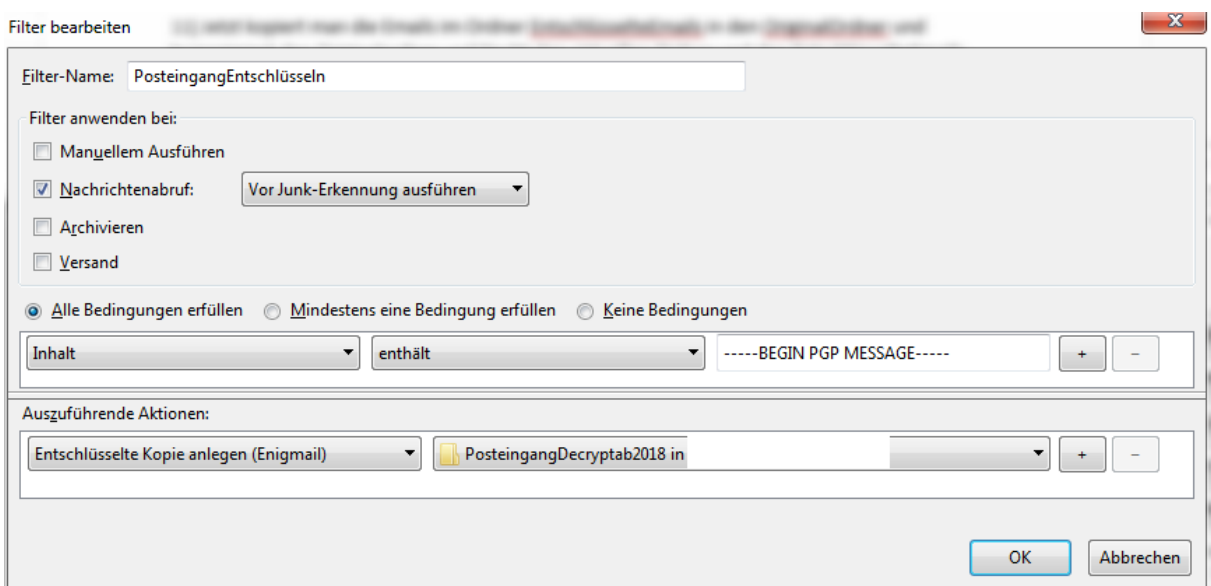 Filter bearbeiten
Filter-Name: PosteingangEntschlüsseln
Filter anwenden bei:
Manuellem Ausführen
Nachrichtenabruf: Vor Junk-Erkennung ausführen
Archivieren
Versand
Alle Bedingungen erfüllen Mindestens eine Bedingung erfüllen Keine Bedingungen
Inhalt enthält -----BEGIN PGP MESSAGE----- + -
Auszuführende Aktionen:
Entschlüsselte Kopie anlegen (Enigmail) PosteingangDecryptab2018 in + -
OK Abbrechen